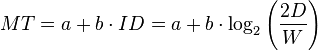 MT = a + b · ID = a + b · log₂ (2D/W)